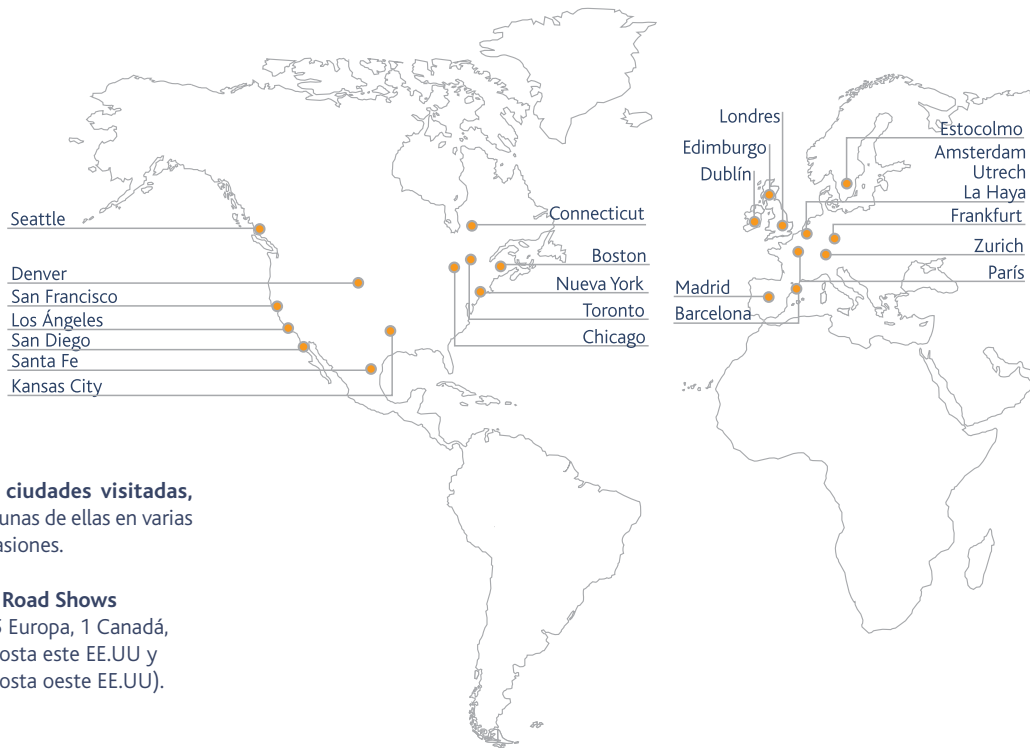 Seattle
Denver
San Francisco
Los Ángeles
San Diego
Santa Fe
Kansas City
Connecticut
Boston
Nueva York
Toronto
Chicago
Londres
Edimburgo
Dublín
Estocolmo
Amsterdam
Utrech
La Haya
Frankfurt
Zurich
París
Madrid
Barcelona
ciudades visitadas,
unas de ellas en varias
asiones.
Road Shows
Europa, 1 Canadá,
osta este EE.UU y
osta oeste EE.UU).